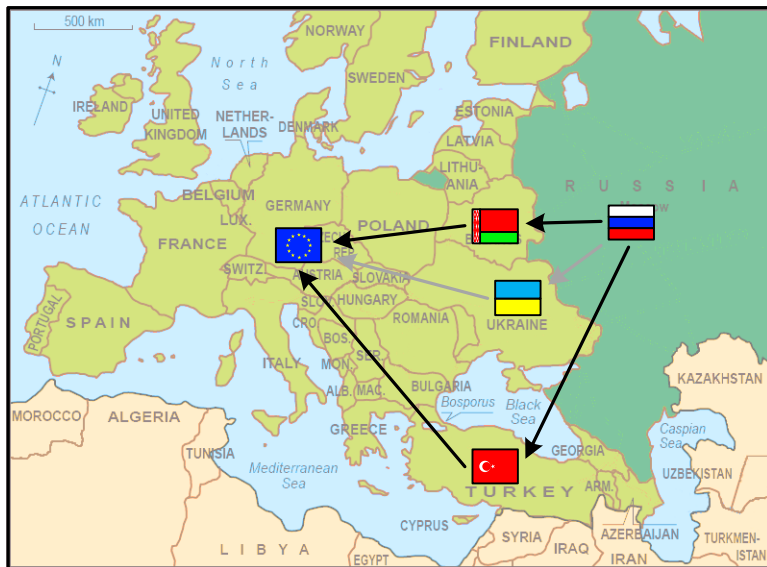 500 km
N
NORWAY
FINLAND
SWEDEN
North
Sea
ESTONIA
IRELAND
UNITED
KINGDOM
NETHER-
LANDS
DENMARK
LATVIA
LITHU-
ANIA
RUSSIA
ATLANTIC
OCEAN
BELGIUM
LUX.
GERMANY
POLAND
FRANCE
REP.
SWITZ.
AUSTRIA
SLOVAKIA
HUNGARY
SLO.
CRO.
BOS.
SER.
ROMANIA
UKRAINE
PORTUGAL
SPAIN
ITALY
MON.
ALB.
MAC.
BULGARIA
Bosporus
Black
Sea
KAZAKHSTAN
MOROCCO
ALGERIA
TUNISIA
GREECE
GEORGIA
Caspian
Sea
Mediterranean
Sea
TURKEY
ARM.
UZBEKISTAN
CYPRUS
SYRIA
IRAQ
AZERBAIJAN
IRAN
TURKMEN-
ISTAN
LIBYA
EGYPT